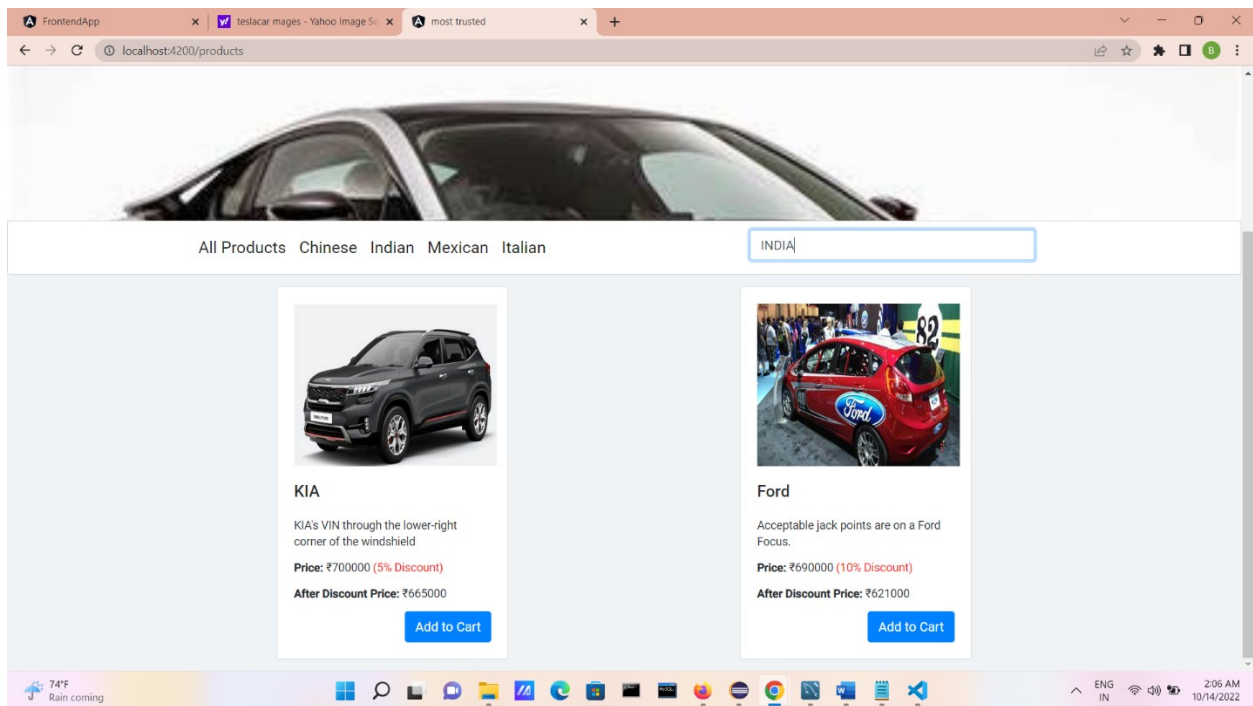 FrontendApp
teslacar mages - Yahoo Image Se
most trusted
localhost:4200/products
B
All Products Chinese Indian Mexican Italian
INDIA
82
Ford
KIA
KIA's VIN through the lower-right
corner of the windshield
Price: ₹700000 (5% Discount)
After Discount Price: ₹665000
Add to Cart
Ford
Acceptable jack points are on a Ford
Focus.
Price: ₹690000 (10% Discount)
After Discount Price: ₹621000
Add to Cart
74°F
Rain coming
ENG
IN
2:06 AM
10/14/2022